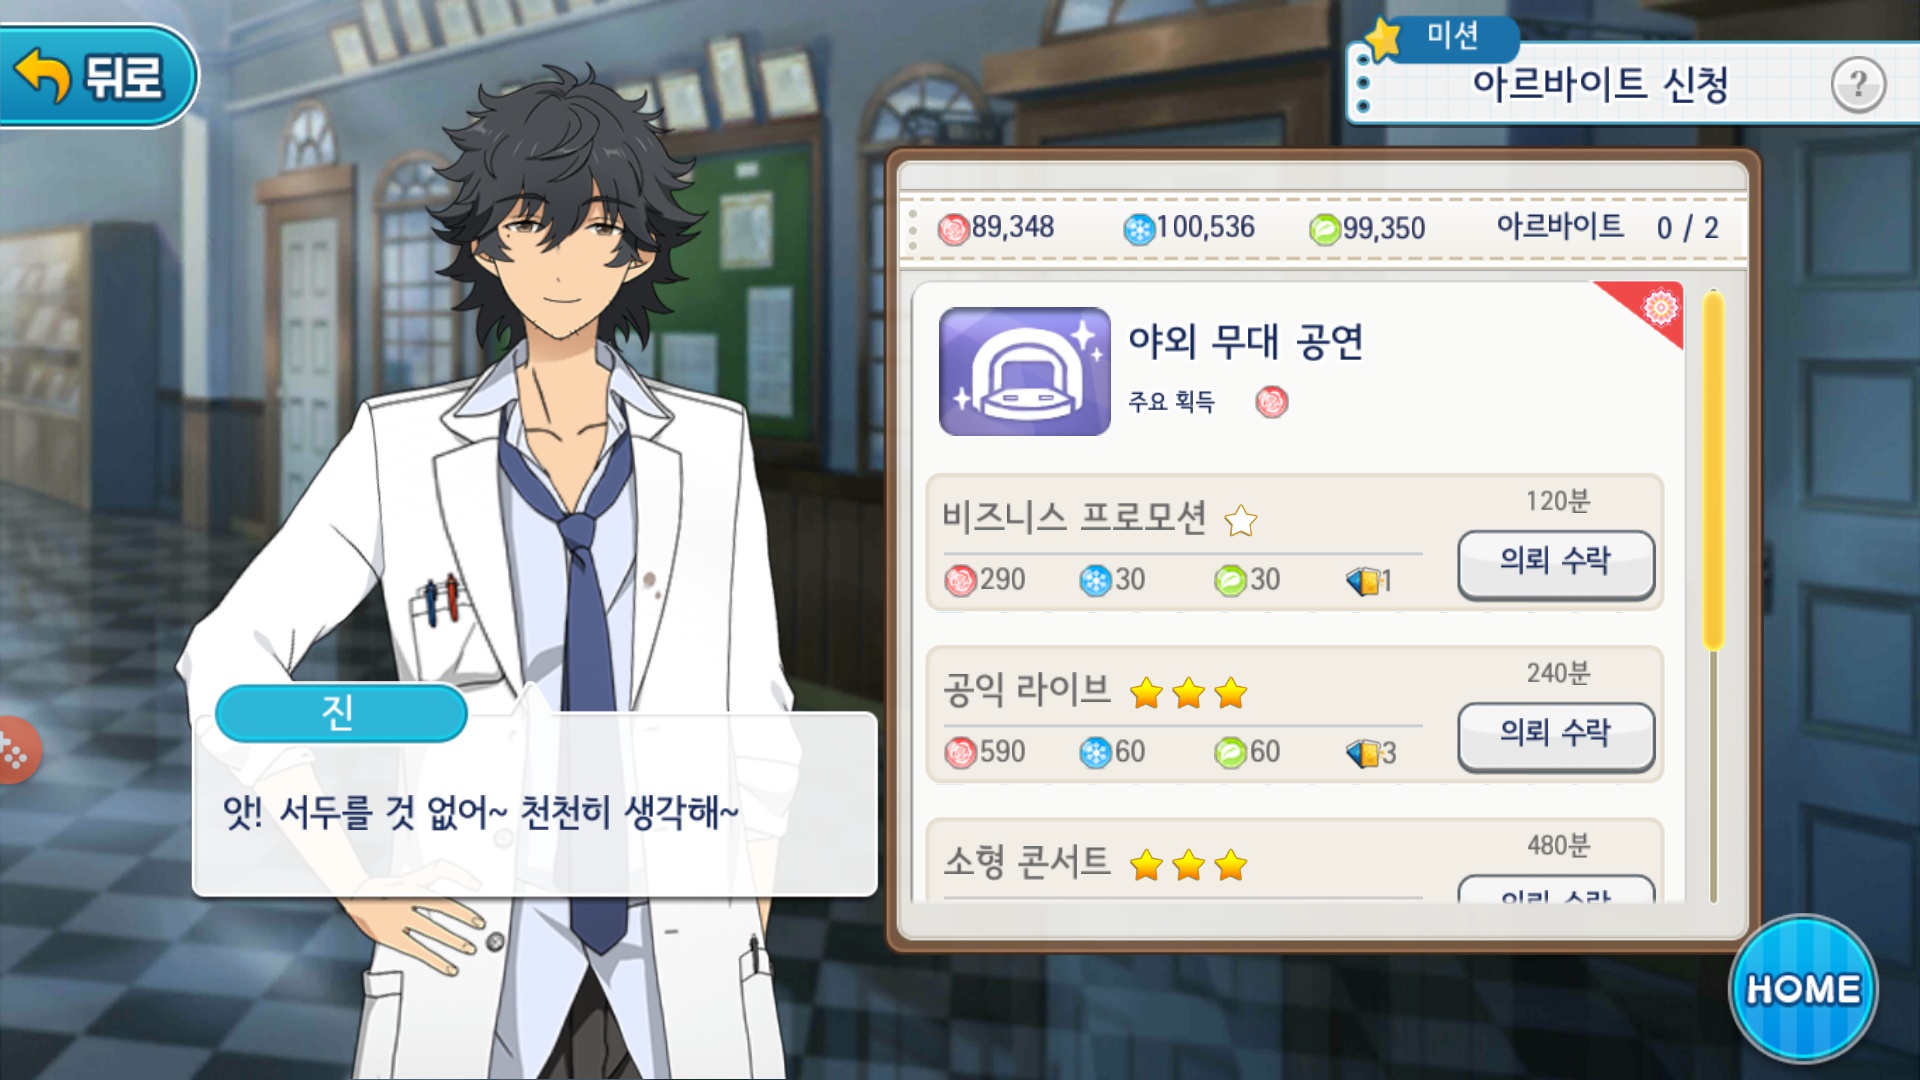 뒤로
미션
아르바이트 신청
?
89,348 100,536 99,350 아르바이트 0 / 2
야외 무대 공연
주요 획득
비즈니스 프로모션
120분
290 30 30 1
의뢰 수락
공익 라이브
240분
590 60 60 3
의뢰 수락
소형 콘서트
480분
의뢰 수락
진
앗! 서두를 것 없어~ 천천히 생각해~
HOME